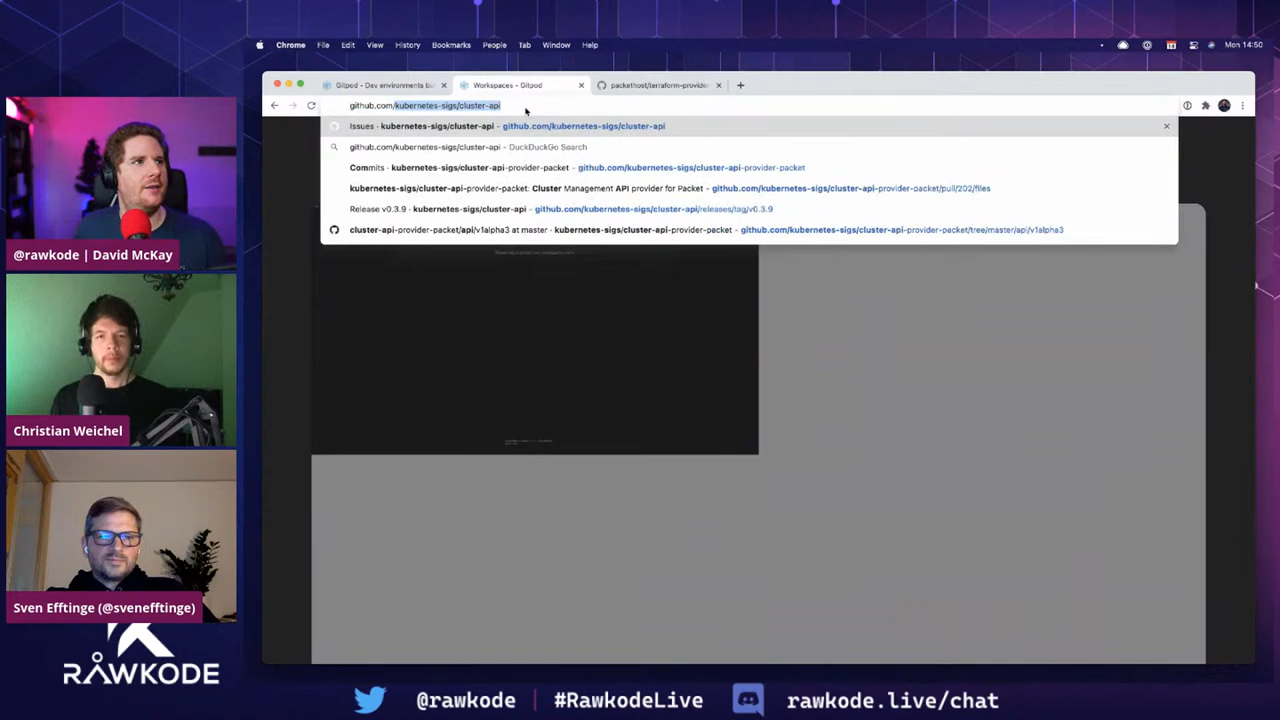 Chrome File Edit View History Bookmarks People Tab Window Help
Mon 14:50
Gitpod - Dev environments bu
Workspaces – Gitpod
packethost/terraform-provider
github.com/kubernetes-sigs/cluster-api
Issues · kubernetes-sigs/cluster-api - github.com/kubernetes-sigs/cluster-api
github.com/kubernetes-sigs/cluster-api – DuckDuckGo Search
Commits · kubernetes-sigs/cluster-api-provider-packet - github.com/kubernetes-sigs/cluster-api-provider-packet
kubernetes-sigs/cluster-api-provider-packet: Cluster Management API provider for Packet - github.com/kubernetes-sigs/cluster-api-provider-packet/pull/202/files
Release v0.3.9 · kubernetes-sigs/cluster-api - github.com/kubernetes-sigs/cluster-api/releases/tag/v0.3.9
cluster-api-provider-packet/api/v1alpha3 at master · kubernetes-sigs/cluster-api-provider-packet - github.com/kubernetes-sigs/cluster-api-provider-packet/tree/master/api/v1alpha3
@rawkode | David McKay
Christian Weichel
Sven Efftinge (@svenefftinge)
RAWKODE
@rawkode | #RawkodeLive
rawkode.live/chat